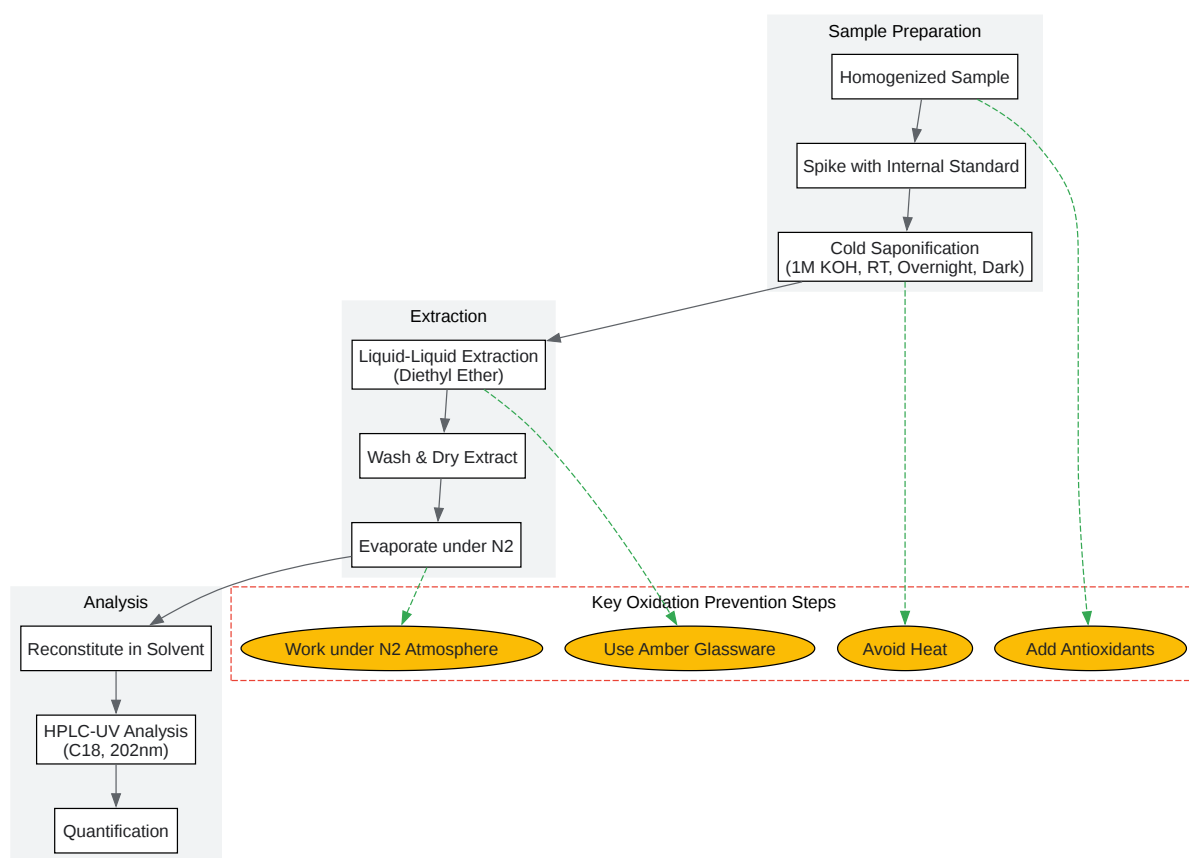 Sample Preparation
Homogenized Sample
Spike with Internal Standard
Cold Saponification
(1M KOH, RT, Overnight, Dark)
Extraction
Liquid-Liquid Extraction
(Diethyl Ether)
Wash & Dry Extract
Evaporate under N2
Analysis
Reconstitute in Solvent
HPLC-UV Analysis
(C18, 202nm)
Quantification
Key Oxidation Prevention Steps
Work under N2 Atmosphere
Use Amber Glassware
Avoid Heat
Add Antioxidants